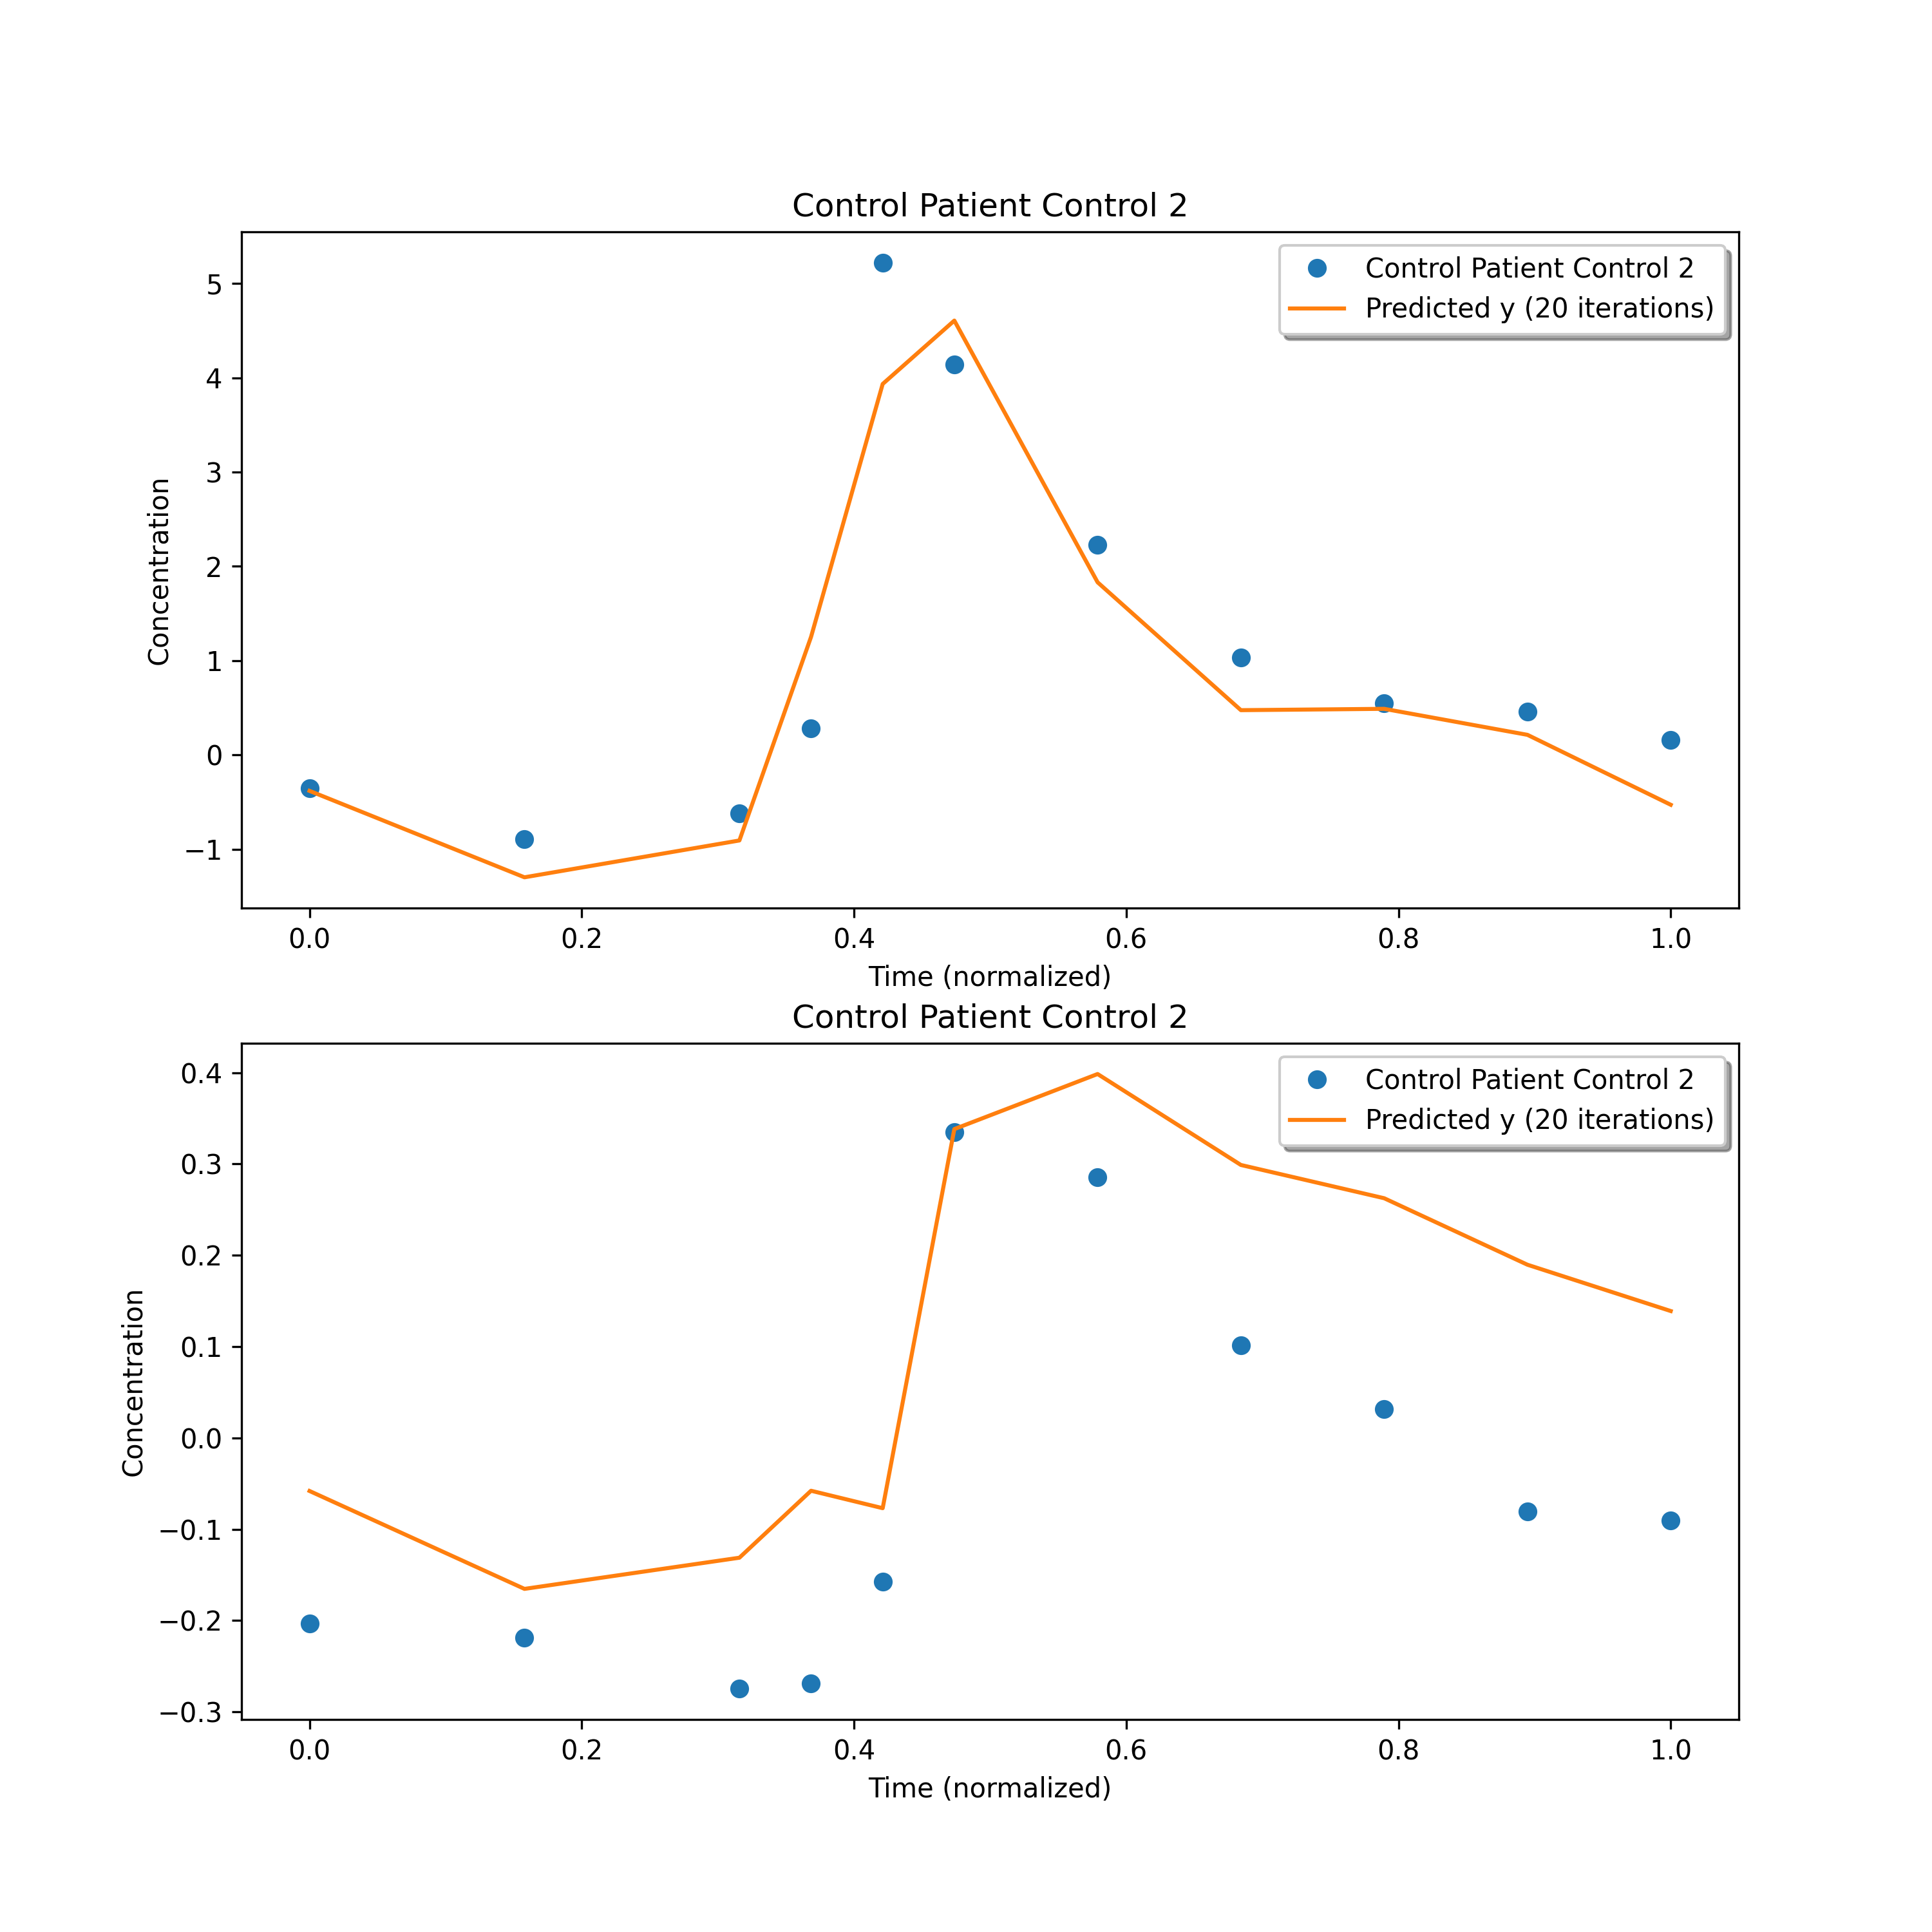 Control Patient Control 2
Control Patient Control 2
Predicted y (20 iterations)
5
4
3
2
1
0
−1
Concentration
0.0 0.2 0.4 0.6 0.8 1.0
Time (normalized)
Control Patient Control 2
Control Patient Control 2
Predicted y (20 iterations)
0.4
0.3
0.2
0.1
0.0
−0.1
−0.2
−0.3
Concentration
0.0 0.2 0.4 0.6 0.8 1.0
Time (normalized)